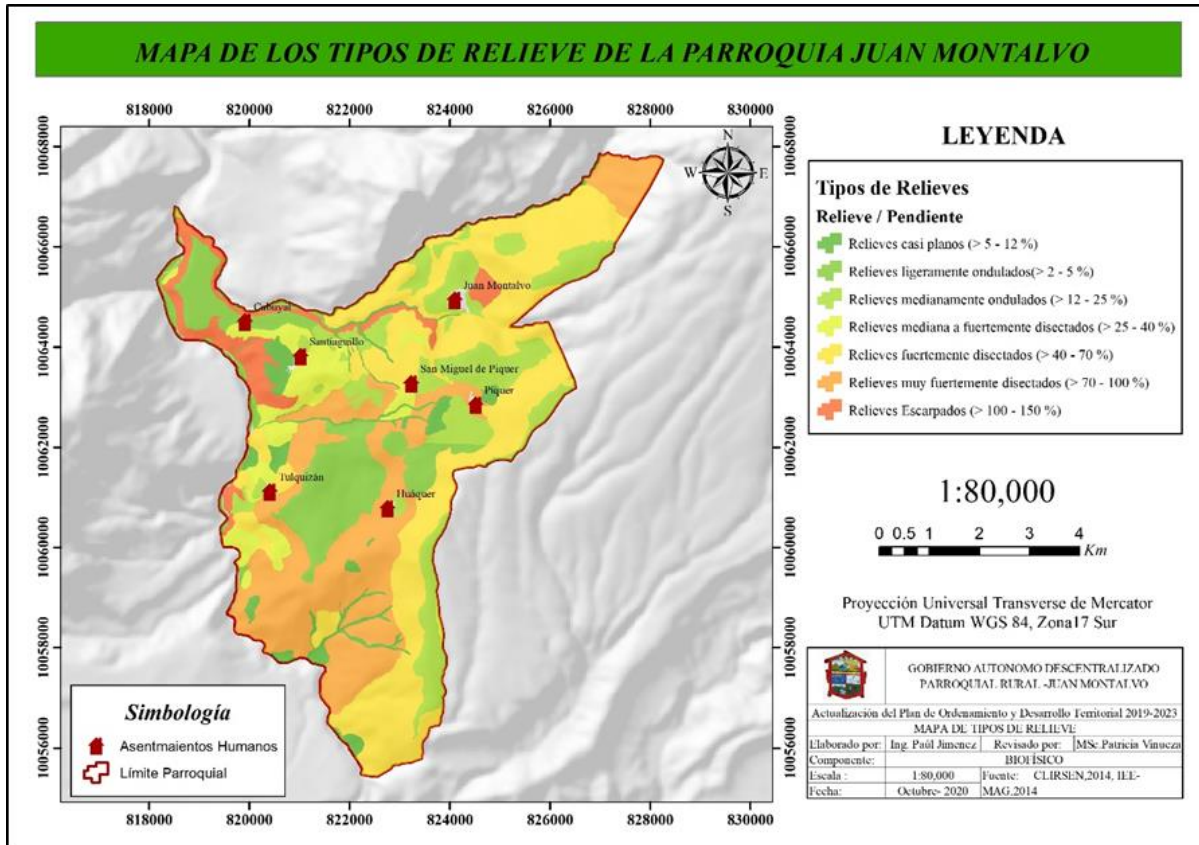 MAPA DE LOS TIPOS DE RELIEVE DE LA PARROQUIA JUAN MONTALVO
818000 820000 822000 824000 826000 828000 830000
10068000
10066000
10064000
10062000
10060000
10058000
10056000
N
W E
S
Juan Montalvo
Cabuyal
Santiaguillo
San Miguel de Piquer
Piquer
Tulquizán
Huáquer
Simbología
Asentmaientos Humanos
Límite Parroquial
10068000
10066000
10064000
10062000
10060000
10058000
10056000
818000 820000 822000 824000 826000 828000 830000
LEYENDA
Tipos de Relieves
Relieve / Pendiente
Relieves casi planos (> 5 - 12 %)
Relieves ligeramente ondulados(> 2 - 5 %)
Relieves medianamente ondulados (> 12 - 25 %)
Relieves mediana a fuertemente disectados (> 25 - 40 %)
Relieves fuertemente disectados (> 40 - 70 %)
Relieves muy fuertemente disectados (> 70 - 100 %)
Relieves Escarpados (> 100 - 150 %)
1:80,000
0 0.5 1 2 3 4
Km
Proyección Universal Transverse de Mercator
UTM Datum WGS 84, Zona17 Sur
GOBIERNO AUTONOMO DESCENTRALIZADO
PARROQUIAL RURAL -JUAN MONTALVO
Actualización del Plan de Ordenamiento y Desarrollo Territorial 2019-2023
MAPA DE TIPOS DE RELIEVE
Elaborado por: Ing. Paúl Jimenez Revisado por: MSc.Patricia Vinueza
Componente: BIOFÍSICO
Escala : 1:80,000 Fuente: CLIRSEN,2014, IEE-
Fecha: Octubre- 2020 MAG,2014